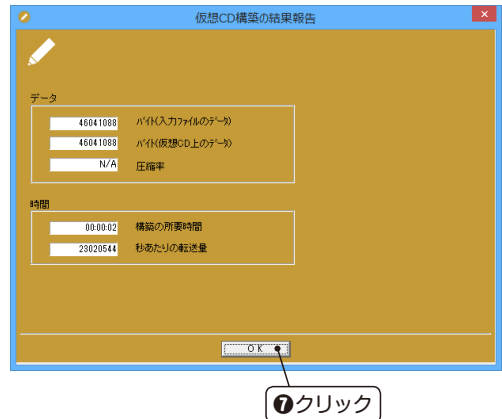 仮想CD構築の結果報告
データ
46041088 バイト(入力ファイルのデータ)
46041088 バイト(仮想CD上のデータ)
N/A 圧縮率
時間
00:00:02 構築の所要時間
23020544 秒あたりの転送量
OK
❼クリック